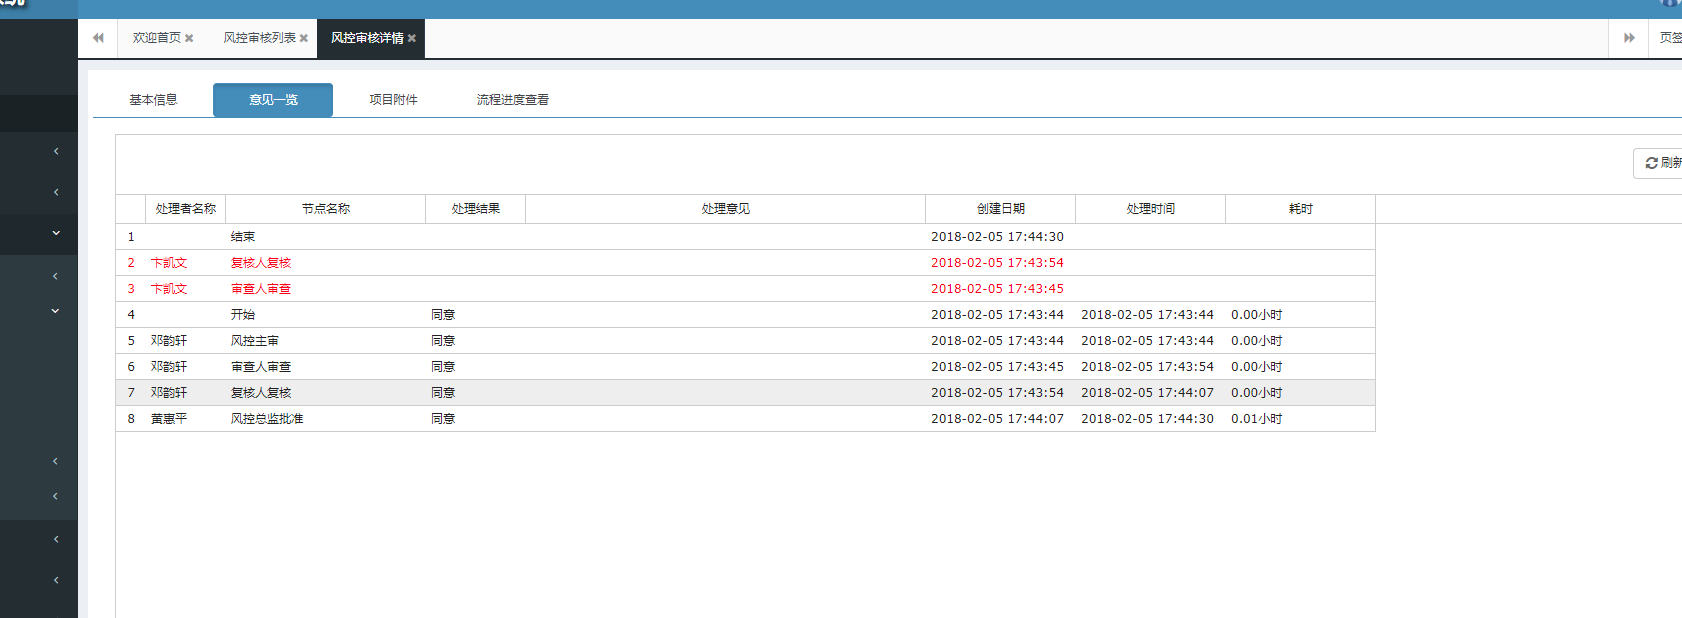 欢迎首页 风控审核列表 风控审核详情 页签
基本信息 意见一览 项目附件 流程进度查看
刷新
处理者名称 节点名称 处理结果 处理意见 创建日期 处理时间 耗时
1 结束 2018-02-05 17:44:30
2 卞凯文 复核人复核 2018-02-05 17:43:54
3 卞凯文 审查人审查 2018-02-05 17:43:45
4 开始 同意 2018-02-05 17:43:44 2018-02-05 17:43:44 0.00小时
5 邓韵轩 风控主审 同意 2018-02-05 17:43:44 2018-02-05 17:43:44 0.00小时
6 邓韵轩 审查人审查 同意 2018-02-05 17:43:45 2018-02-05 17:43:54 0.00小时
7 邓韵轩 复核人复核 同意 2018-02-05 17:43:54 2018-02-05 17:44:07 0.00小时
8 黄惠平 风控总监批准 同意 2018-02-05 17:44:07 2018-02-05 17:44:30 0.01小时